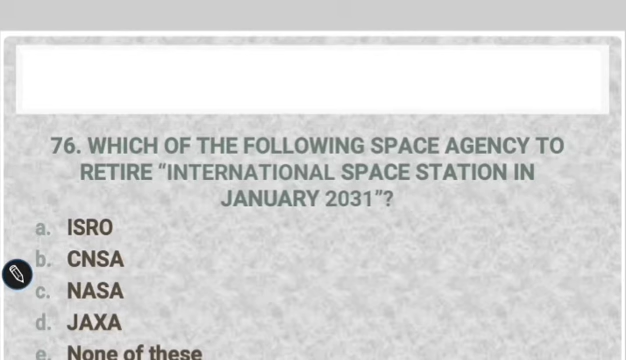 76. WHICH OF THE FOLLOWING SPACE AGENCY TO
RETIRE “INTERNATIONAL SPACE STATION IN
JANUARY 2031”?
a. ISRO
b. CNSA
c. NASA
d. JAXA
e. None of these